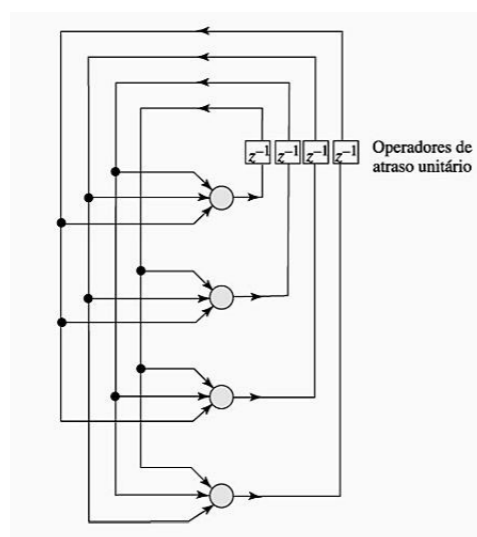 z⁻¹ z⁻¹ z⁻¹ z⁻¹
Operadores de
atraso unitário